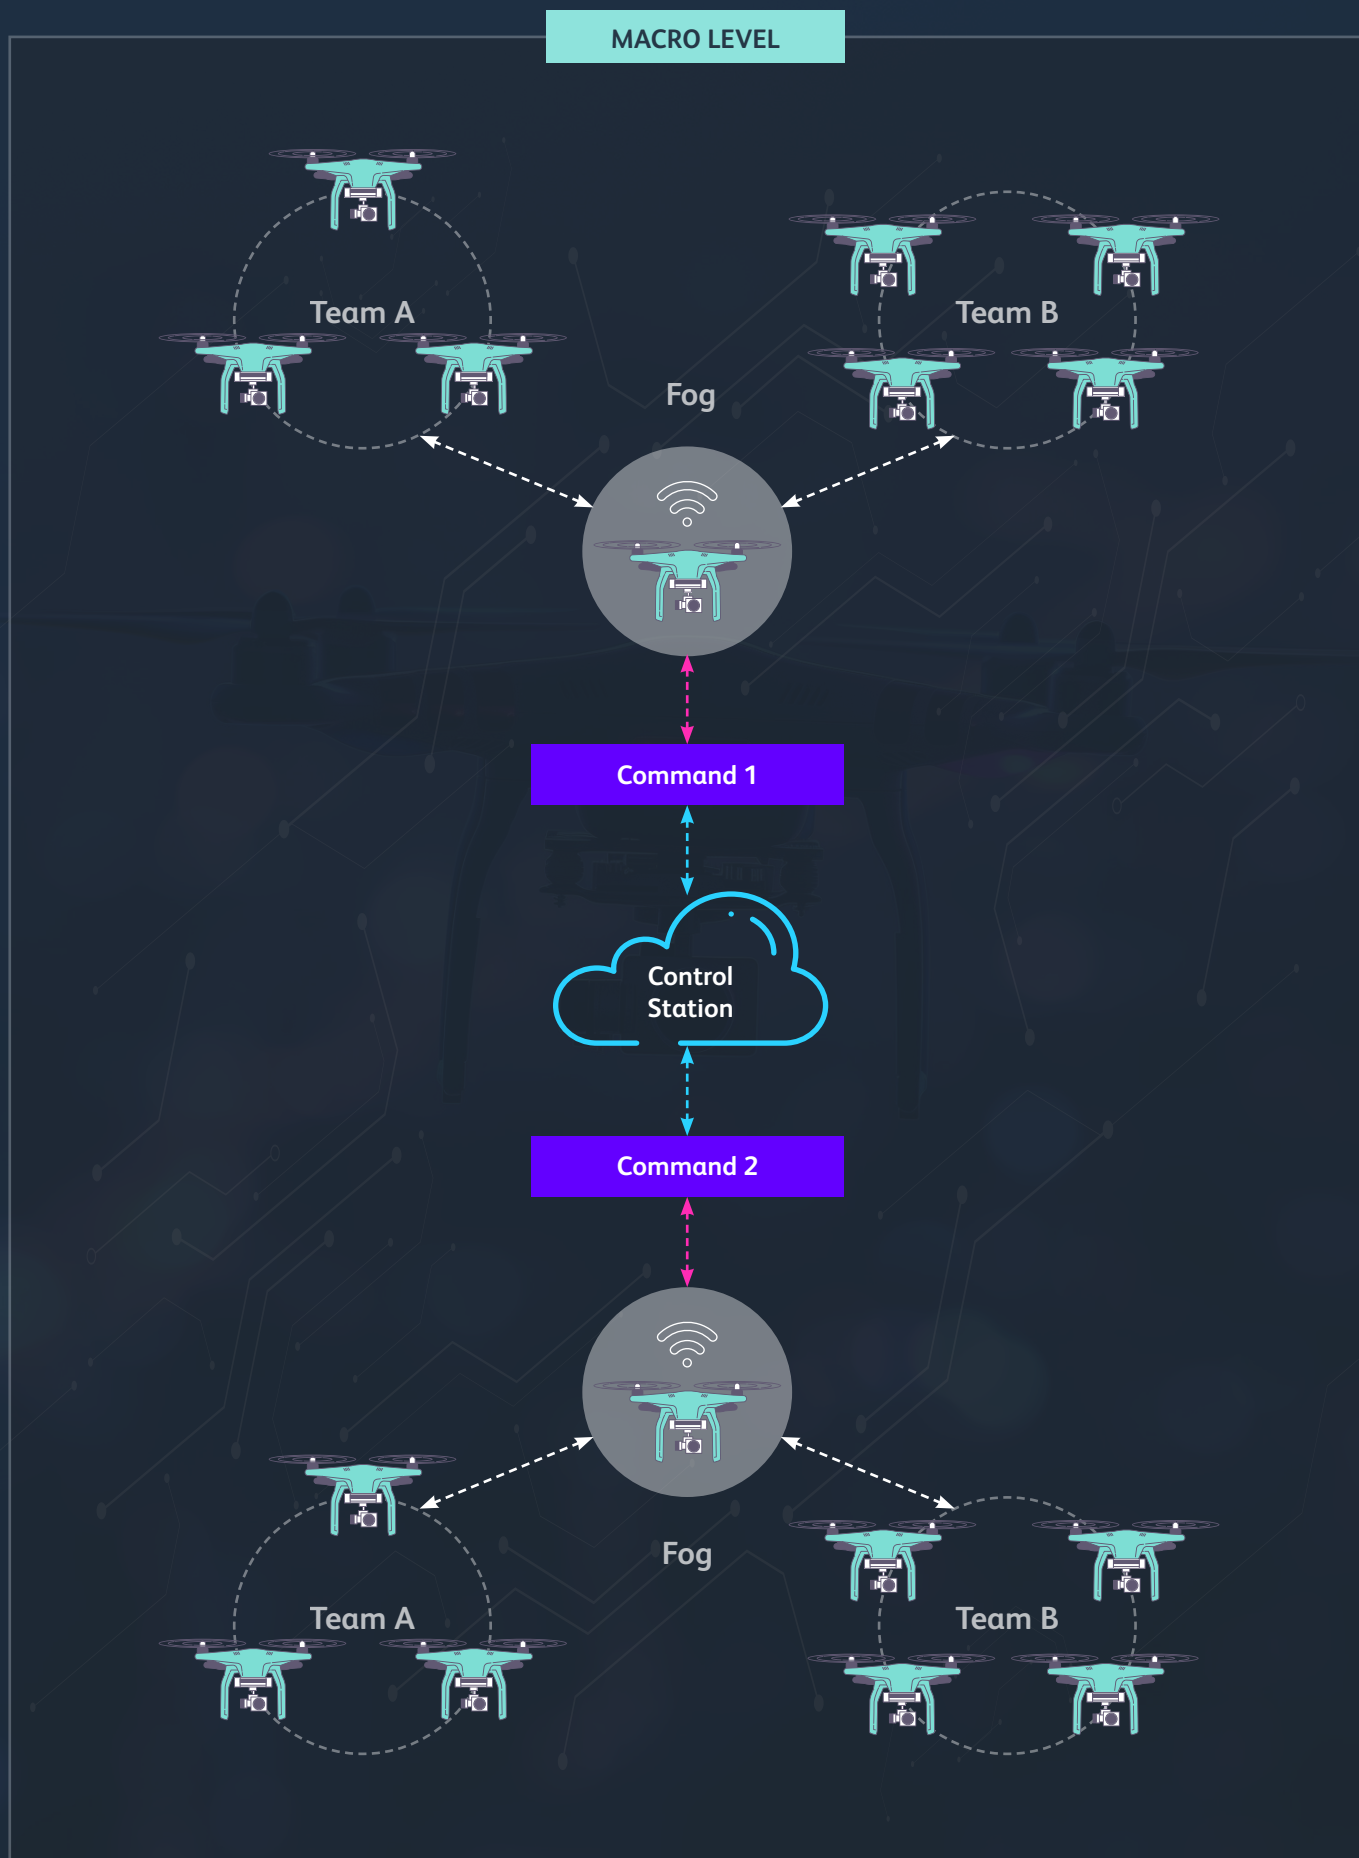 MACRO LEVEL
Team A
Team B
Fog
Command 1
Control
Station
Command 2
Fog
Team A
Team B